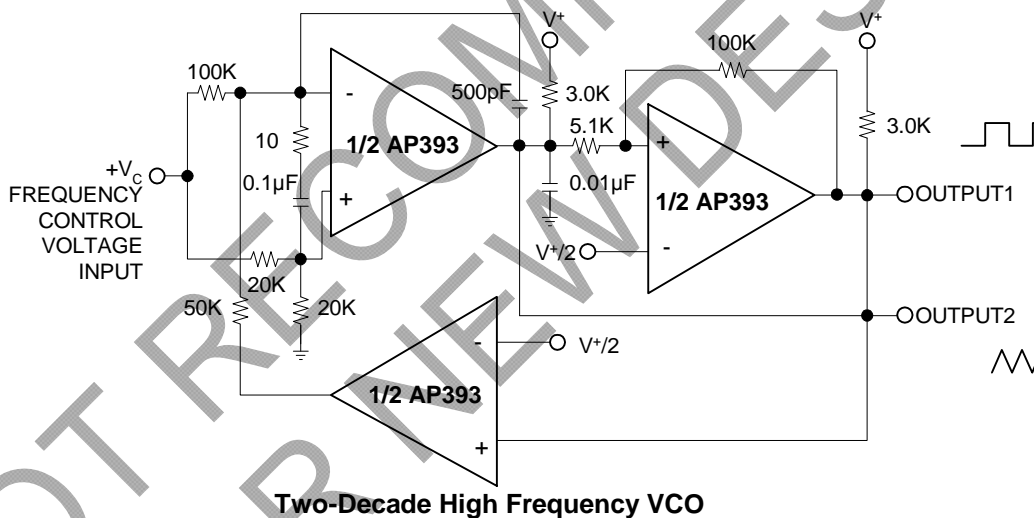 V+
V+
100K
100K
500pF
3.0K
3.0K
-
5.1K
10
1/2 AP393
+
0.1µF
+VC
FREQUENCY
CONTROL
VOLTAGE
INPUT
+
0.01µF
1/2 AP393
OUTPUT1
V+/2
-
20K
50K
20K
OUTPUT2
-
V+/2
1/2 AP393
+
Two-Decade High Frequency VCO